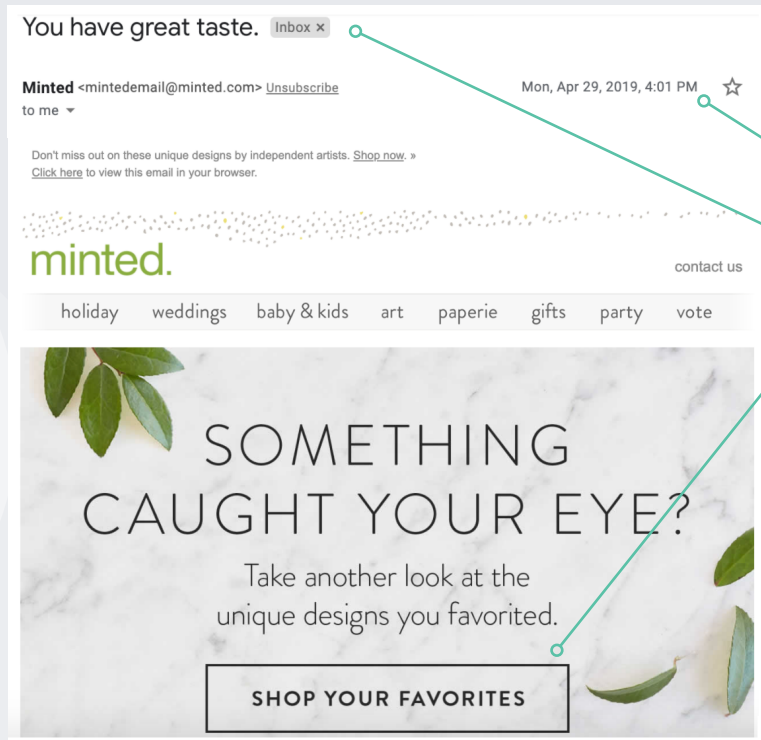 You have great taste. Inbox ×
Minted <mintedemail@minted.com> Unsubscribe Mon, Apr 29, 2019, 4:01 PM
to me
Don't miss out on these unique designs by independent artists. Shop now. »
Click here to view this email in your browser.
minted.
contact us
holiday weddings baby & kids art paperie gifts party vote
SOMETHING
CAUGHT YOUR EYE?
Take another look at the
unique designs you favorited.
SHOP YOUR FAVORITES